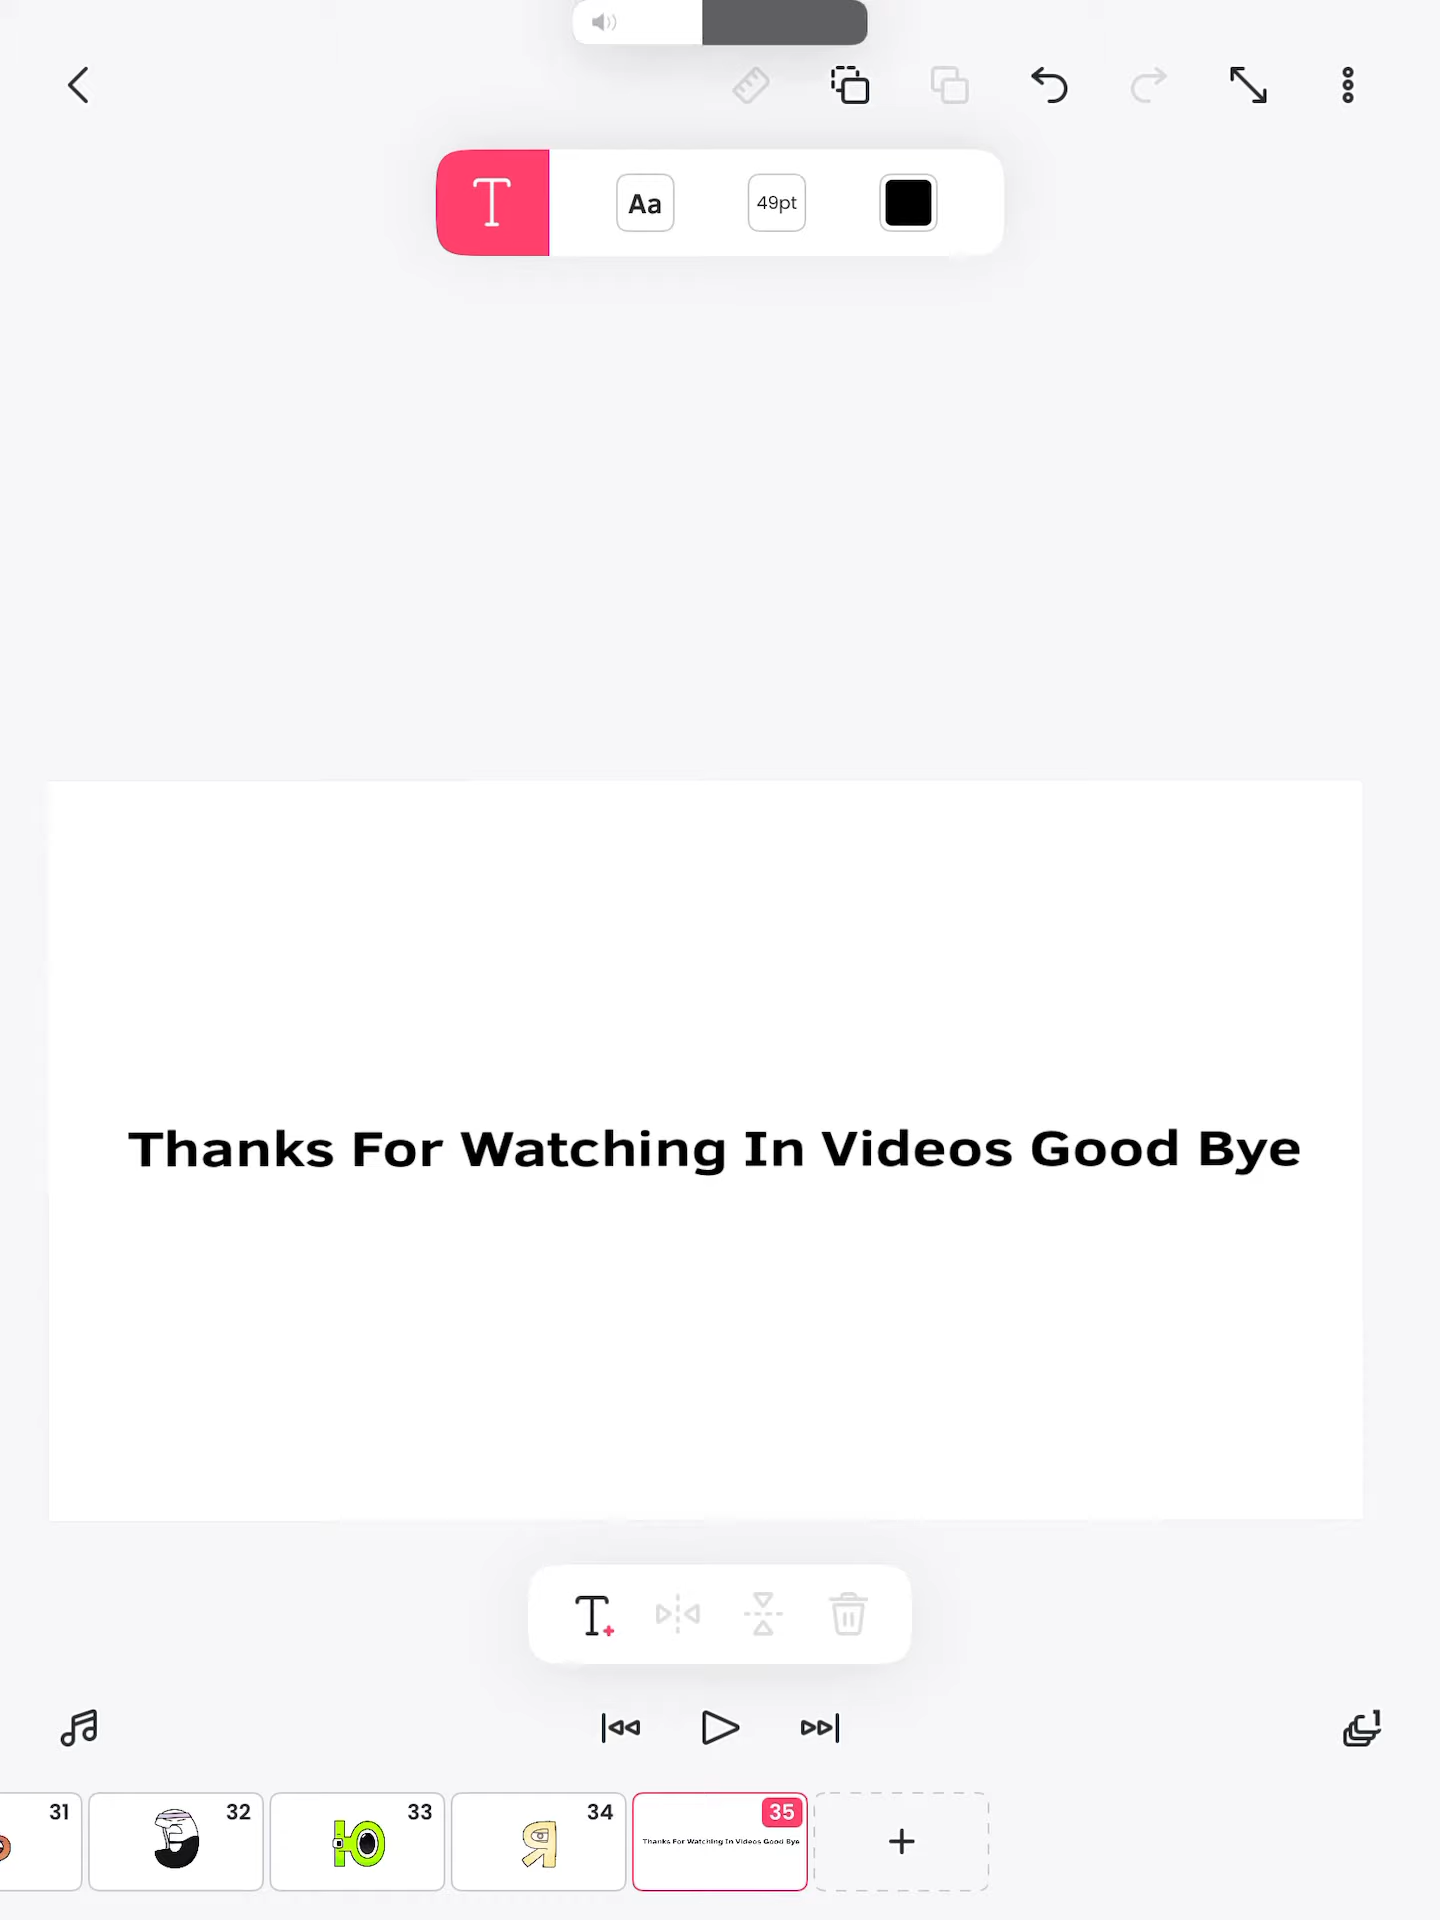 T
Aa
49pt
Thanks For Watching In Videos Good Bye
T
1
31
32
Э
33
Ю
34
Я
35
Thanks For Watching In Videos Good Bye